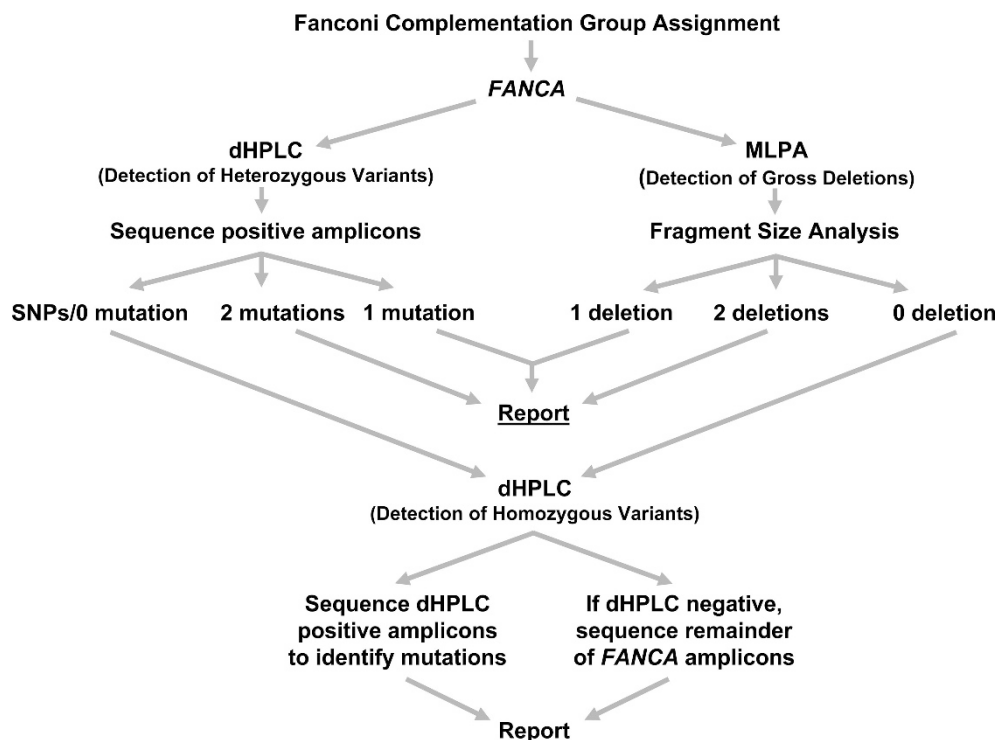 Fanconi Complementation Group Assignment
FANCA
dHPLC
(Detection of Heterozygous Variants)
MLPA
(Detection of Gross Deletions)
Sequence positive amplicons
Fragment Size Analysis
SNPs/0 mutation
2 mutations
1 mutation
1 deletion
2 deletions
0 deletion
Report
dHPLC
(Detection of Homozygous Variants)
Sequence dHPLC
positive amplicons
to identify mutations
If dHPLC negative,
sequence remainder
of FANCA amplicons
Report